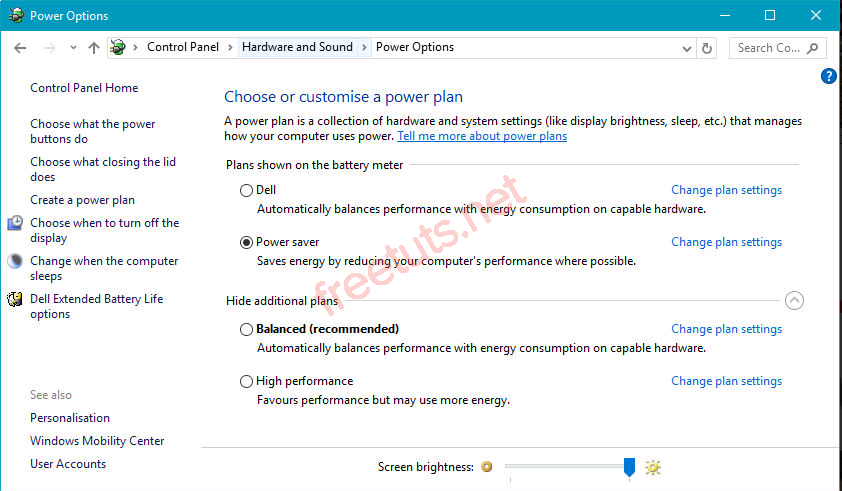 Power Options
Control Panel > Hardware and Sound > Power Options
Search Co...
Control Panel Home
Choose what the power
buttons do
Choose what closing the lid
does
Create a power plan
Choose when to turn off the
display
Change when the computer
sleeps
Dell Extended Battery Life
options
See also
Personalisation
Windows Mobility Center
User Accounts
?
Choose or customise a power plan
A power plan is a collection of hardware and system settings (like display brightness, sleep, etc.) that manages
how your computer uses power. Tell me more about power plans
Plans shown on the battery meter
Dell Change plan settings
Automatically balances performance with energy consumption on capable hardware.
Power saver Change plan settings
Saves energy by reducing your computer's performance where possible.
Hide additional plans
Balanced (recommended) Change plan settings
Automatically balances performance with energy consumption on capable hardware.
High performance Change plan settings
Favours performance but may use more energy.
Screen brightness:
freetuts.net